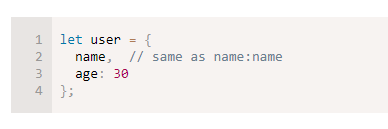 1 let user = {
2   name,  // same as name:name
3   age: 30
4 };